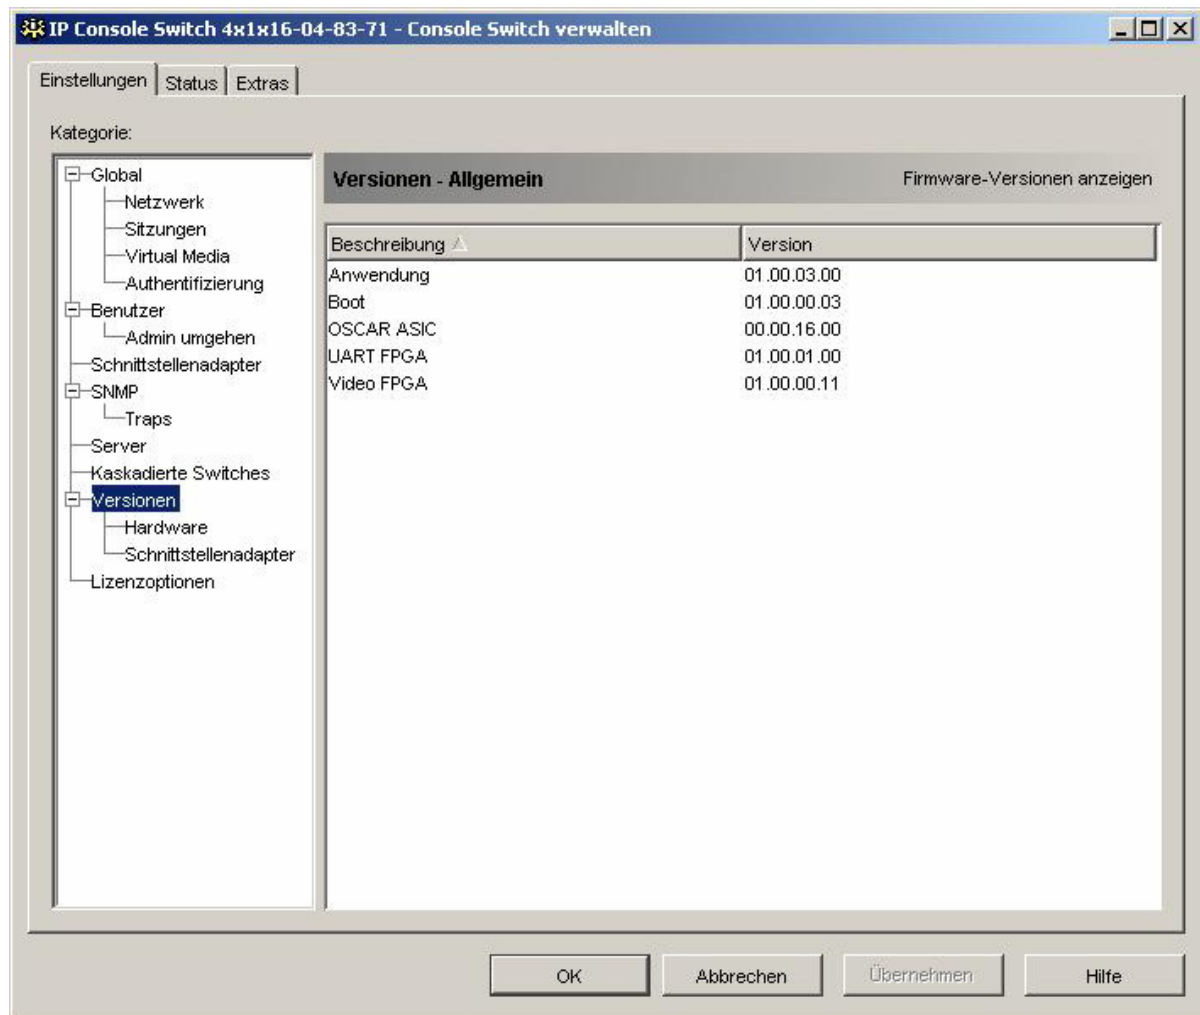 IP Console Switch 4x1x16-04-83-71 - Console Switch verwalten
Einstellungen Status Extras
Kategorie:
Global
Netzwerk
Sitzungen
Virtual Media
Authentifizierung
Benutzer
Admin umgehen
Schnittstellenadapter
SNMP
Traps
Server
Kaskadierte Switches
Versionen
Hardware
Schnittstellenadapter
Lizenzoptionen
Versionen - Allgemein Firmware-Versionen anzeigen
Beschreibung Version
Anwendung 01.00.03.00
Boot 01.00.00.03
OSCAR ASIC 00.00.16.00
UART FPGA 01.00.01.00
Video FPGA 01.00.00.11
OK Abbrechen Übernehmen Hilfe